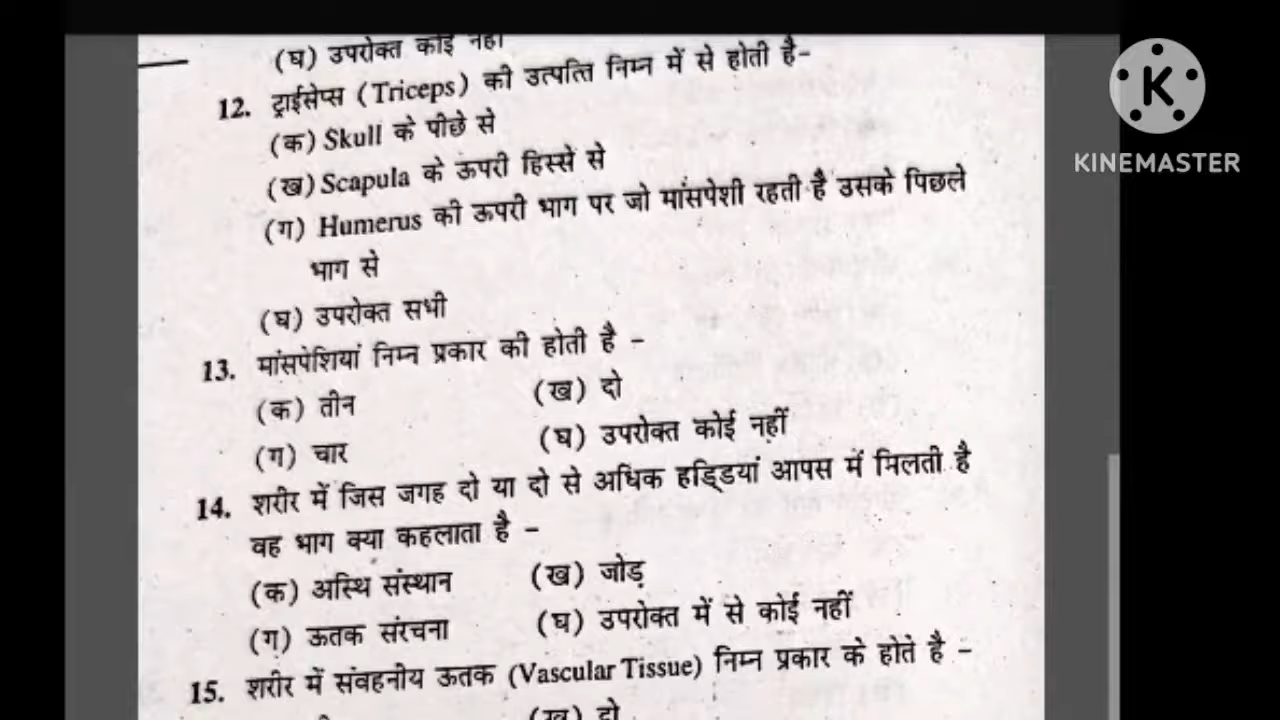 (घ) उपरोक्त कोई नहीं
12. ट्राईसेप्स (Triceps) की उत्पत्ति निम्न में से होती है-
(क) Skull के पीछे से
(ख) Scapula के ऊपरी हिस्से से
(ग) Humerus की ऊपरी भाग पर जो मांसपेशी रहती है उसके पिछले
भाग से
(घ) उपरोक्त सभी
13. मांसपेशियां निम्न प्रकार की होती है -
(क) तीन (ख) दो
(ग) चार (घ) उपरोक्त कोई नहीं
14. शरीर में जिस जगह दो या दो से अधिक हड्डियां आपस में मिलती है
वह भाग क्या कहलाता है -
(क) अस्थि संस्थान (ख) जोड़
(ग) ऊतक संरचना (घ) उपरोक्त में से कोई नहीं
15. शरीर में संवहनीय ऊतक (Vascular Tissue) निम्न प्रकार के होते है -
(ख) दो
K
KINEMASTER